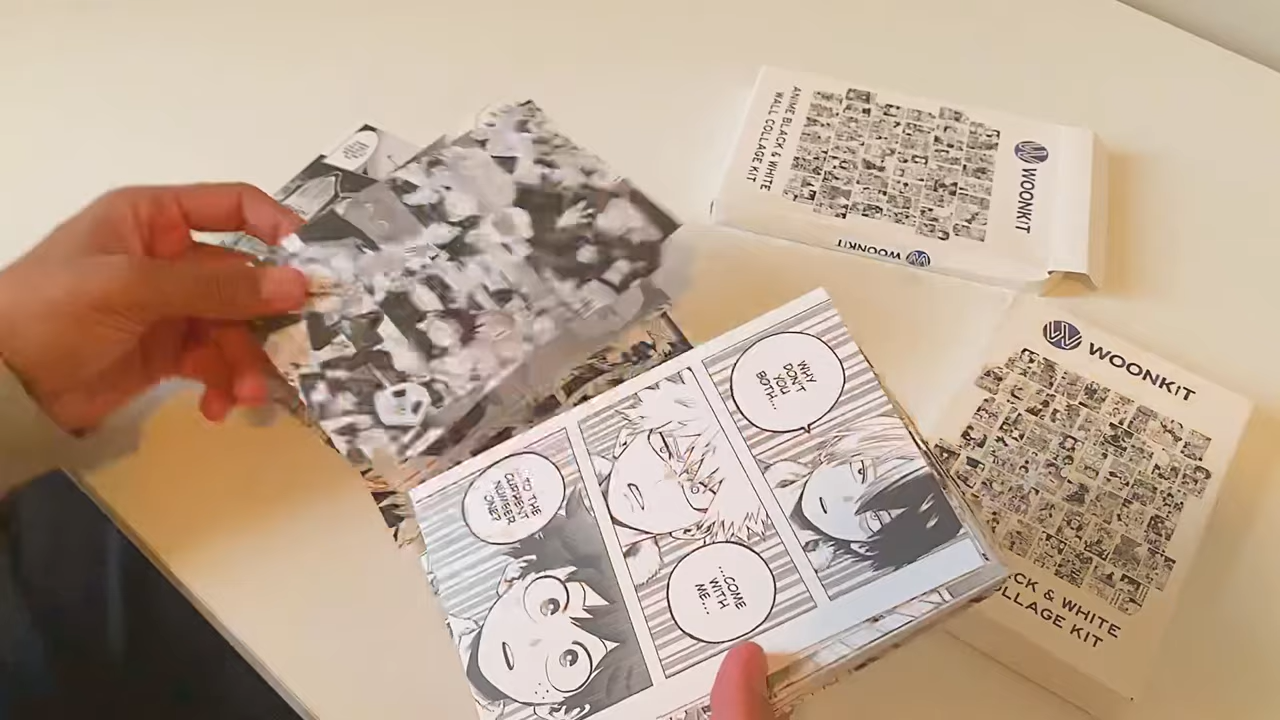 ANIME BLACK & WHITE
WALL COLLAGE KIT
WOONKIT
WOONKIT
WHY
DON'T
YOU
BOTH...
...TO THE
CURRENT
NUMBER
ONE?
...COME
WITH
ME...
WOONKIT
& WHITE
COLLAGE KIT